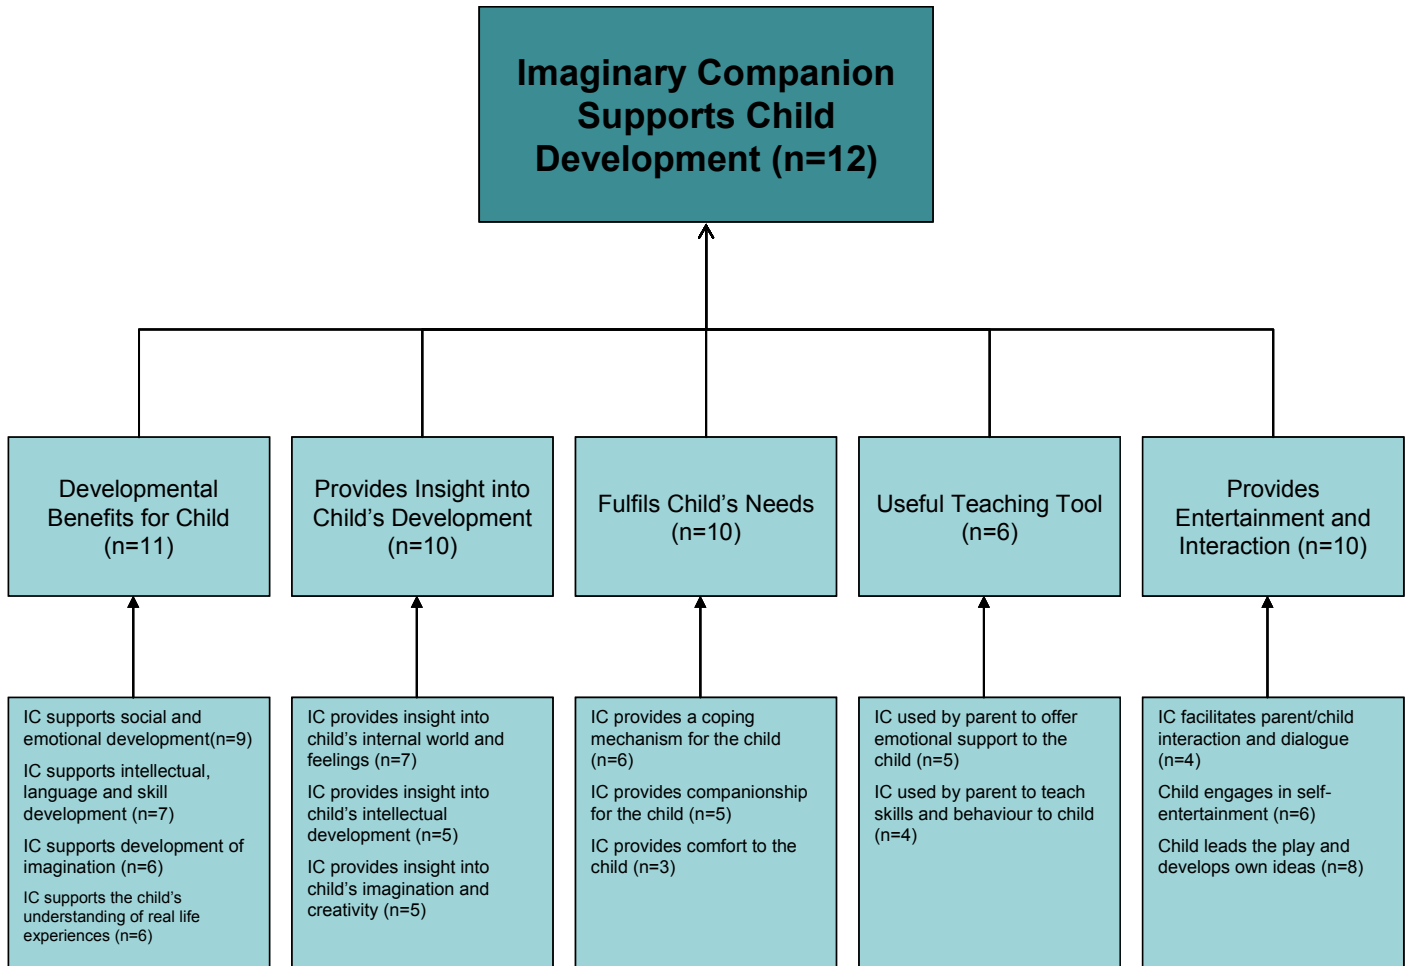 Imaginary Companion
Supports Child
Development (n=12)
Developmental
Benefits for Child
(n=11)
Provides Insight into
Child’s Development
(n=10)
Fulfils Child’s Needs
(n=10)
Useful Teaching Tool
(n=6)
Provides
Entertainment and
Interaction (n=10)
IC supports social and
emotional development(n=9)
IC supports intellectual,
language and skill
development (n=7)
IC supports development of
imagination (n=6)
IC supports the child’s
understanding of real life
experiences (n=6)
IC provides insight into
child’s internal world and
feelings (n=7)
IC provides insight into
child’s intellectual
development (n=5)
IC provides insight into
child’s imagination and
creativity (n=5)
IC provides a coping
mechanism for the child
(n=6)
IC provides companionship
for the child (n=5)
IC provides comfort to the
child (n=3)
IC used by parent to offer
emotional support to the
child (n=5)
IC used by parent to teach
skills and behaviour to child
(n=4)
IC facilitates parent/child
interaction and dialogue
(n=4)
Child engages in self-
entertainment (n=6)
Child leads the play and
develops own ideas (n=8)